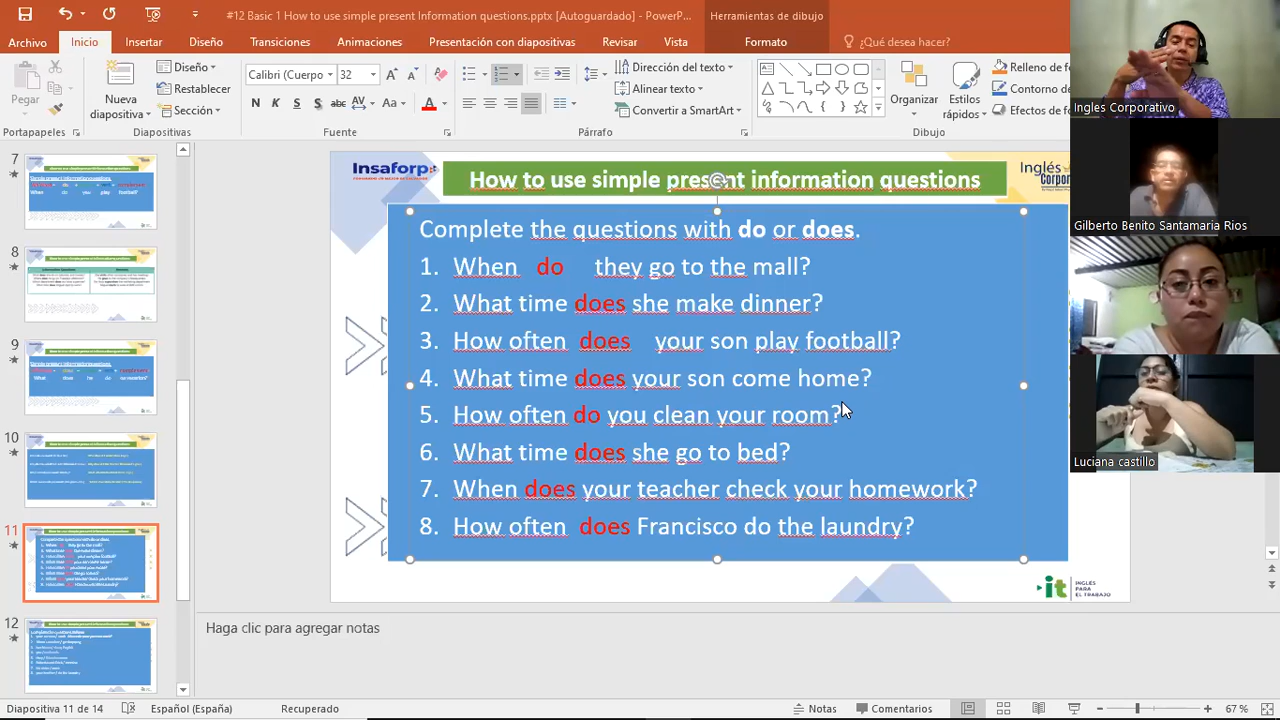 #12 Basic 1 How to use simple present Information questions.pptx [Autoguardado] - PowerP...
Herramientas de dibujo
Archivo Inicio Insertar Diseño Transiciones Animaciones Presentación con diapositivas Revisar Vista Formato ¿Qué desea hacer?
Pegar
Nueva diapositiva
Diseño
Restablecer
Sección
Calibri (Cuerpo 32
Dirección del texto
Alinear texto
Convertir a SmartArt
Organizar
Estilos rápidos
Relleno de f
Contorno de
Efectos de fo
Portapapeles Diapositivas Fuente Párrafo Dibujo
Ingles Corporativo
Gilberto Benito Santamaria Rios
Luciana castillo
7
8
9
10
11
12
Insaforp
How to use simple present information questions
Inglés
Complete the questions with do or does.
1. When do they go to the mall?
2. What time does she make dinner?
3. How often does your son play football?
4. What time does your son come home?
5. How often do you clean your room?
6. What time does she go to bed?
7. When does your teacher check your homework?
8 How often does Francisco do the laundry?
it INGLES
PARA
EL TRABAJO
Haga clic para agregar notas
Diapositiva 11 de 14 Español (España) Recuperado Notas Comentarios 67 %